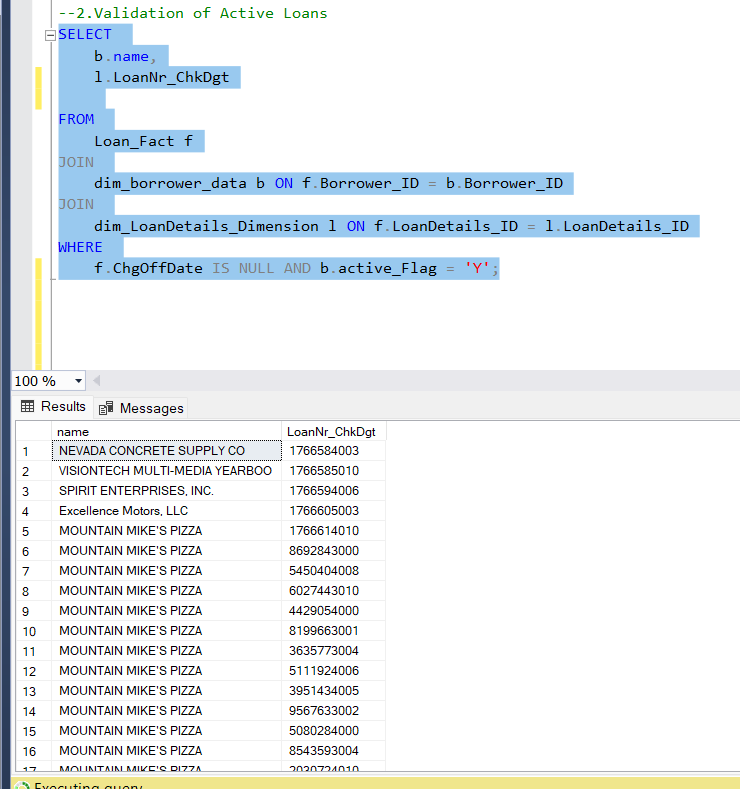 --2.Validation of Active Loans
SELECT
b.name,
l.LoanNr_ChkDgt
FROM
Loan_Fact f
JOIN
dim_borrower_data b ON f.Borrower_ID = b.Borrower_ID
JOIN
dim_LoanDetails_Dimension l ON f.LoanDetails_ID = l.LoanDetails_ID
WHERE
f.ChgOffDate IS NULL AND b.active_Flag = 'Y';
100 %
Results Messages
name LoanNr_ChkDgt
1 NEVADA CONCRETE SUPPLY CO 1766584003
2 VISIONTECH MULTI-MEDIA YEARBOO 1766585010
3 SPIRIT ENTERPRISES, INC. 1766594006
4 Excellence Motors, LLC 1766605003
5 MOUNTAIN MIKE'S PIZZA 1766614010
6 MOUNTAIN MIKE'S PIZZA 8692843000
7 MOUNTAIN MIKE'S PIZZA 5450404008
8 MOUNTAIN MIKE'S PIZZA 6027443010
9 MOUNTAIN MIKE'S PIZZA 4429054000
10 MOUNTAIN MIKE'S PIZZA 8199663001
11 MOUNTAIN MIKE'S PIZZA 3635773004
12 MOUNTAIN MIKE'S PIZZA 5111924006
13 MOUNTAIN MIKE'S PIZZA 3951434005
14 MOUNTAIN MIKE'S PIZZA 9567633002
15 MOUNTAIN MIKE'S PIZZA 5080284000
16 MOUNTAIN MIKE'S PIZZA 8543593004
17 MOUNTAIN MIKE'S PIZZA 2030724010
Executing query